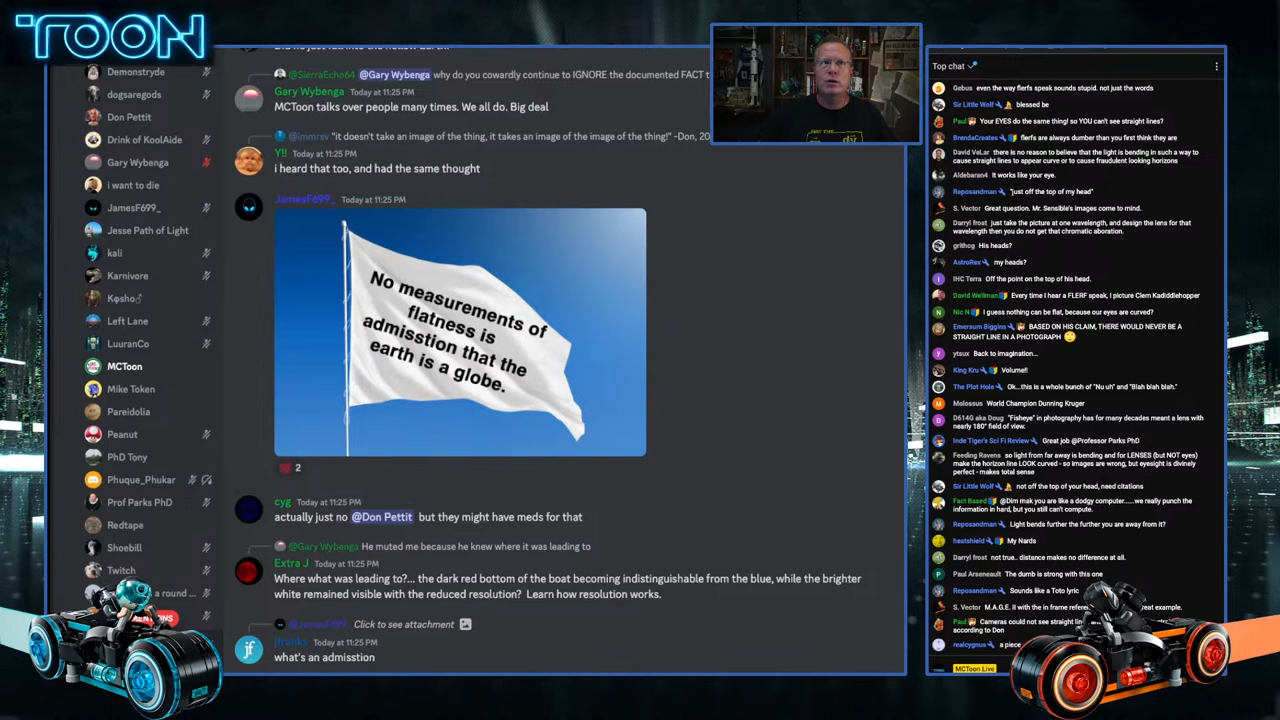 TOON
Demonstryde
dogsaregods
Don Pettit
Drink of KoolAide
Gary Wybenga
i want to die
JamesF699_
Jesse Path of Light
kali
Karnivore
Kφsho♂
Left Lane
LuuranCo
MCToon
Mike Token
Pareidolia
Peanut
PhD Tony
Phuque_Phukar
Prof Parks PhD
Redtape
Shoebill
Twitch
a round ...
@SierraEcho64 @Gary Wybenga why do you cowardly continue to IGNORE the documented FACT t
Gary Wybenga Today at 11:25 PM
MCToon talks over people many times. We all do. Big deal
@immrsv "it doesn't take an image of the thing, it takes an image of the image of the thing!" -Don, 20
Y!! Today at 11:25 PM
i heard that too, and had the same thought
JamesF699_ Today at 11:25 PM
No measurements of
flatness is
admisstion that the
earth is a globe.
2
cyg Today at 11:25 PM
actually just no @Don Pettit but they might have meds for that
@Gary Wybenga He muted me because he knew where it was leading to
Extra J Today at 11:25 PM
Where what was leading to?... the dark red bottom of the boat becoming indistinguishable from the blue, while the brighter
white remained visible with the reduced resolution? Learn how resolution works.
@JamesF699_ Click to see attachment
jf
jfranks Today at 11:25 PM
what's an admisstion
Top chat
Gebus even the way flerfs speak sounds stupid. not just the words
Sir Little Wolf blessed be
Paul Your EYES do the same thing! so YOU can't see straight lines?
BrendaCreates flerfs are always dumber than you first think they are
David VeLar there is no reason to believe that the light is bending in such a way to
cause straight lines to appear curve or to cause fraudulent looking horizons
Aldebaran4 It works like your eye.
Reposandman "just off the top of my head"
S. Vector Great question. Mr. Sensible's images come to mind.
Darryl frost just take the picture at one wavelength, and design the lens for that
wavelength then you do not get that chromatic aboration.
grithog His heads?
AstroRex my heads?
IHC Terra Off the point on the top of his head.
David Wellman Every time I hear a FLERF speak, I picture Clem Kadiddlehopper
Nic N I guess nothing can be flat, because our eyes are curved?
Emersum Biggins BASED ON HIS CLAIM, THERE WOULD NEVER BE A
STRAIGHT LINE IN A PHOTOGRAPH 🙄
ytsux Back to imagination...
King Kru Volume!!
The Plot Hole Ok...this is a whole bunch of "Nu uh" and "Blah blah blah."
Molossus World Champion Dunning Kruger
D614G aka Doug "Fisheye" in photography has for many decades meant a lens with
nearly 180° field of view.
Inde Tiger's Sci Fi Review Great job @Professor Parks PhD
Feeding Ravens so light from far away is bending and for LENSES (but NOT eyes)
make the horizon line LOOK curved - so images are wrong, but eyesight is divinely
perfect - makes total sense
Sir Little Wolf not off the top of your head, need citations
Fact Based @Dim mak you are like a dodgy computer......we really punch the
information in hard, but you still can't compute.
Reposandman Light bends further the further you are away from it?
heatshield My Nards
Darryl frost not true.. distance makes no difference at all.
Paul Arseneault The dumb is strong with this one
Reposandman Sounds like a Toto lyric
S. Vector M.A.G.E. II with the in frame refere
eat example.
Paul Cameras could not see straight lin
according to Don
realcygnus a piece
MCToon Live